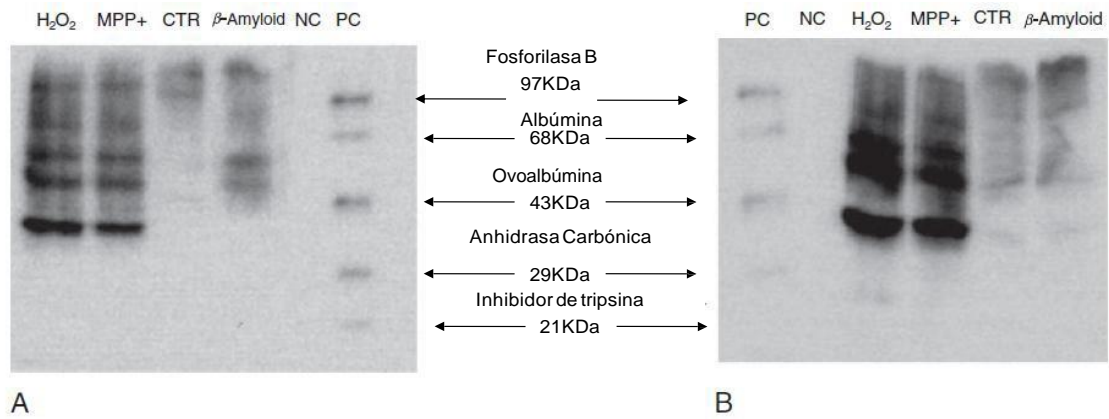 H₂O₂ MPP+ CTR β-Amyloid NC PC
PC NC H₂O₂ MPP+ CTR β-Amyloid
Fosforilasa B
97KDa
Albúmina
68KDa
Ovoalbúmina
43KDa
Anhidrasa Carbónica
29KDa
Inhibidor de tripsina
21KDa
A
B